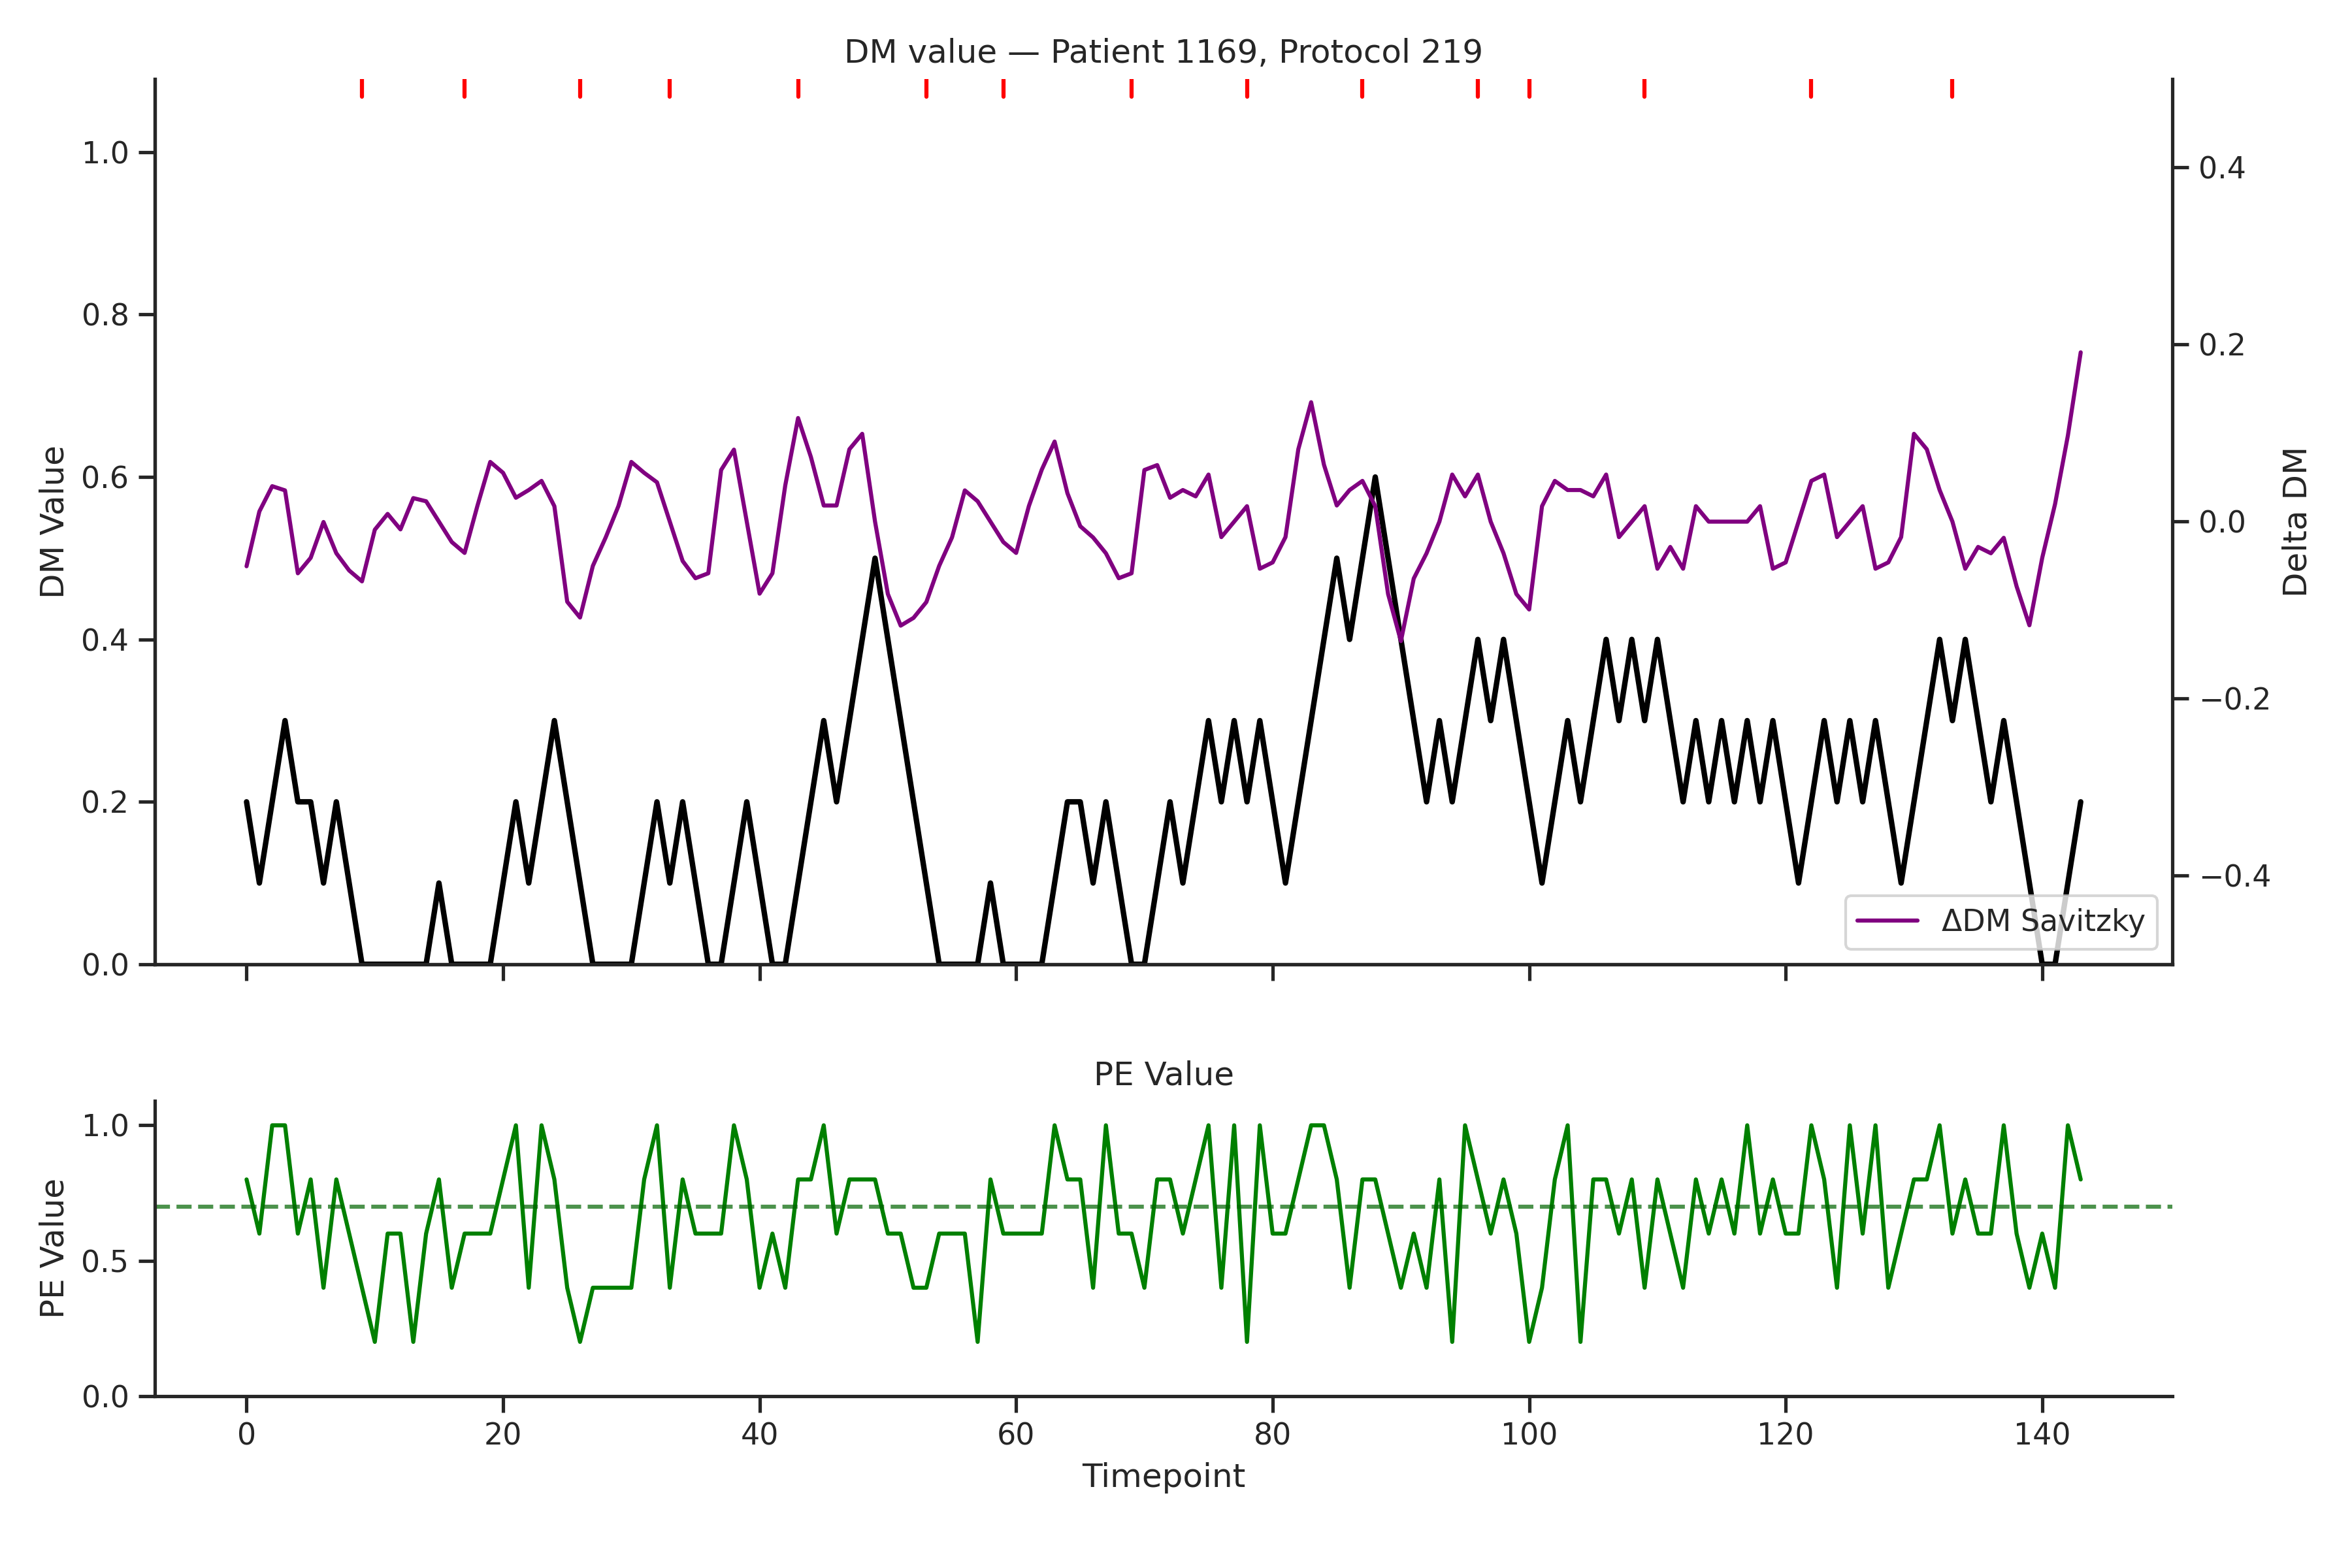 DM value — Patient 1169, Protocol 219
1.0
0.8
0.6
0.4
0.2
0.0
DM Value
0.4
0.2
0.0
−0.2
−0.4
Delta DM
ΔDM Savitzky
PE Value
1.0
0.5
0.0
PE Value
0 20 40 60 80 100 120 140
Timepoint